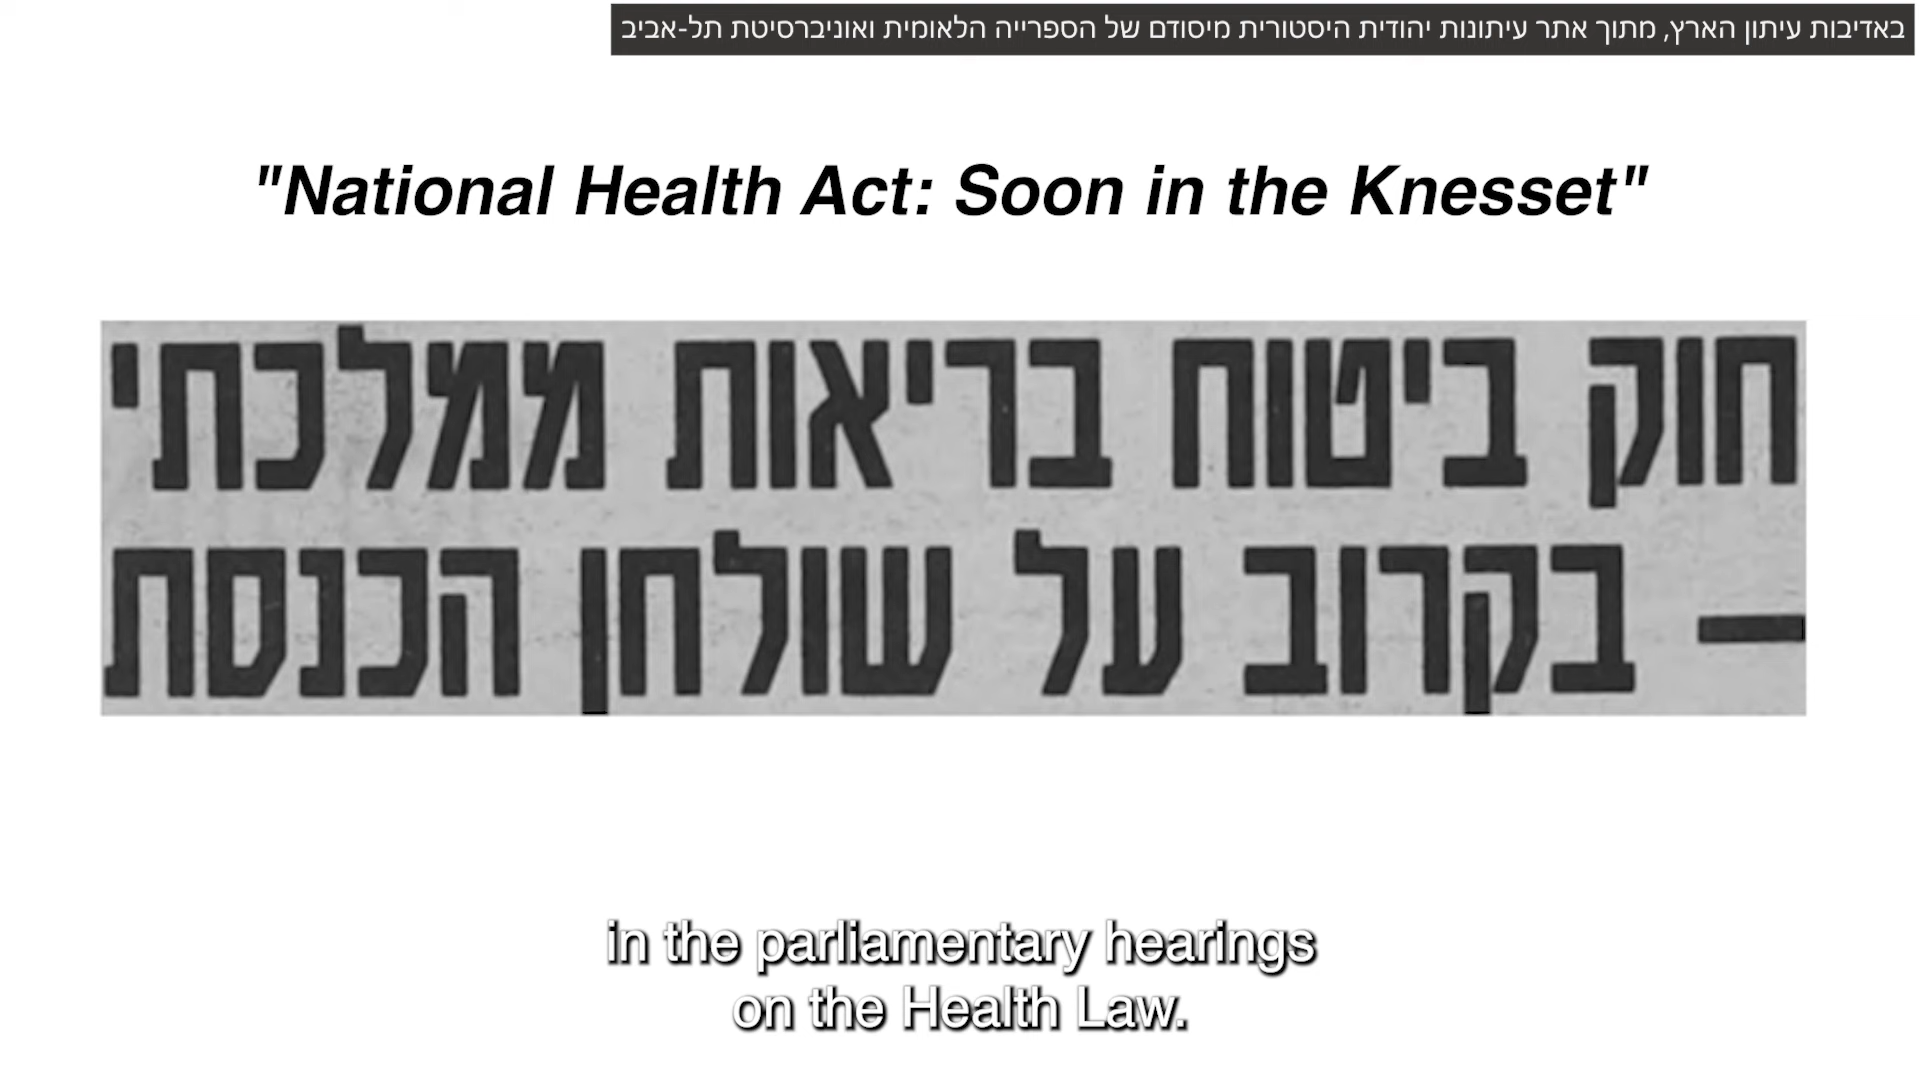 באדיבות עיתון הארץ, מתוך אתר עיתונות יהודית היסטורית מיסודם של הספרייה הלאומית ואוניברסיטת תל-אביב
"National Health Act: Soon in the Knesset"
חוק ביטוח בריאות ממלכתי
— בקרוב על שולחן הכנסת
in the parliamentary hearings
on the Health Law.